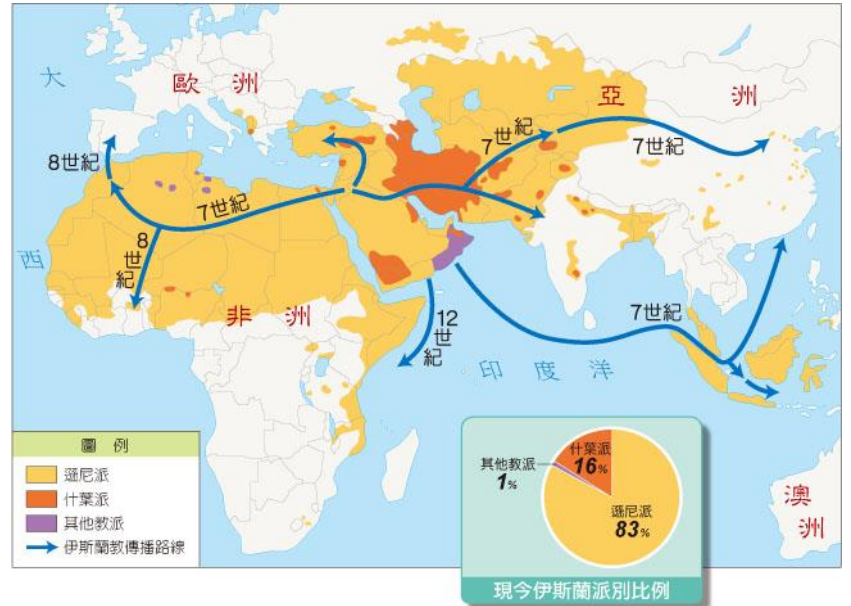 大
西
歐洲
亞洲
7世紀
7世紀
8世紀
7世紀
8世紀
非洲
12世紀
7世紀
印度洋
澳洲
圖例
遜尼派
什葉派
其他教派
伊斯蘭教傳播路線
什葉派
16%
其他教派
1%
遜尼派
83%
現今伊斯蘭派別比例